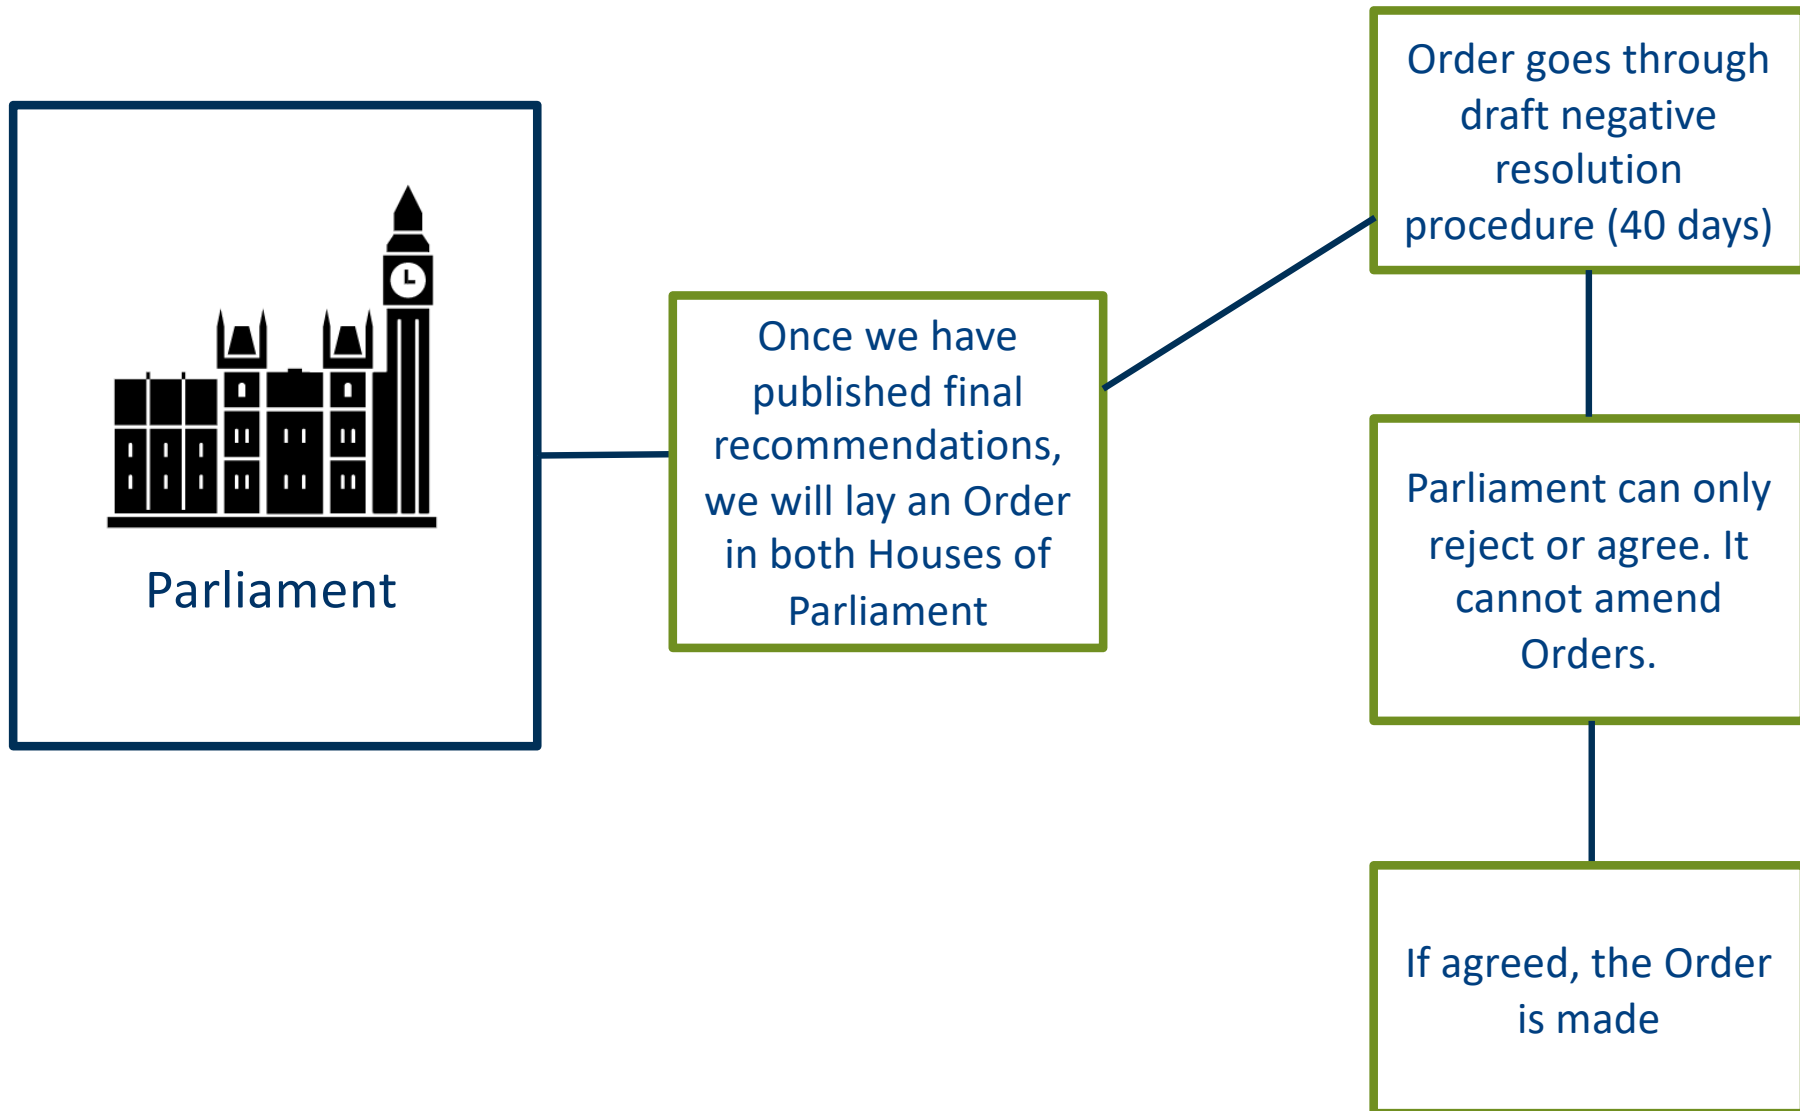 Parliament
Once we have
published final
recommendations,
we will lay an Order
in both Houses of
Parliament
Order goes through
draft negative
resolution
procedure (40 days)
Parliament can only
reject or agree. It
cannot amend
Orders.
If agreed, the Order
is made